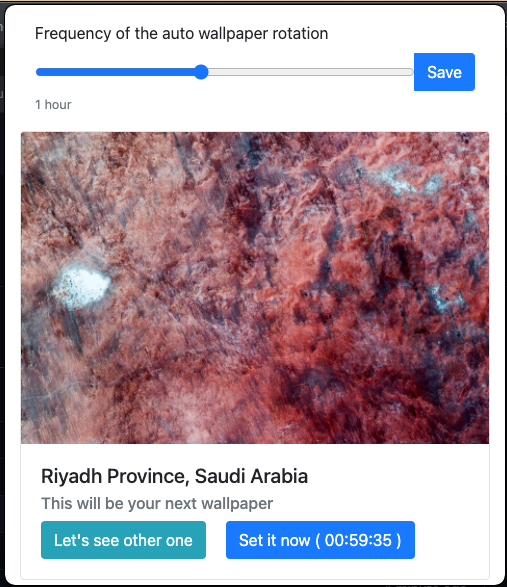 Frequency of the auto wallpaper rotation
Save
1 hour
Riyadh Province, Saudi Arabia
This will be your next wallpaper
Let's see other one
Set it now ( 00:59:35 )